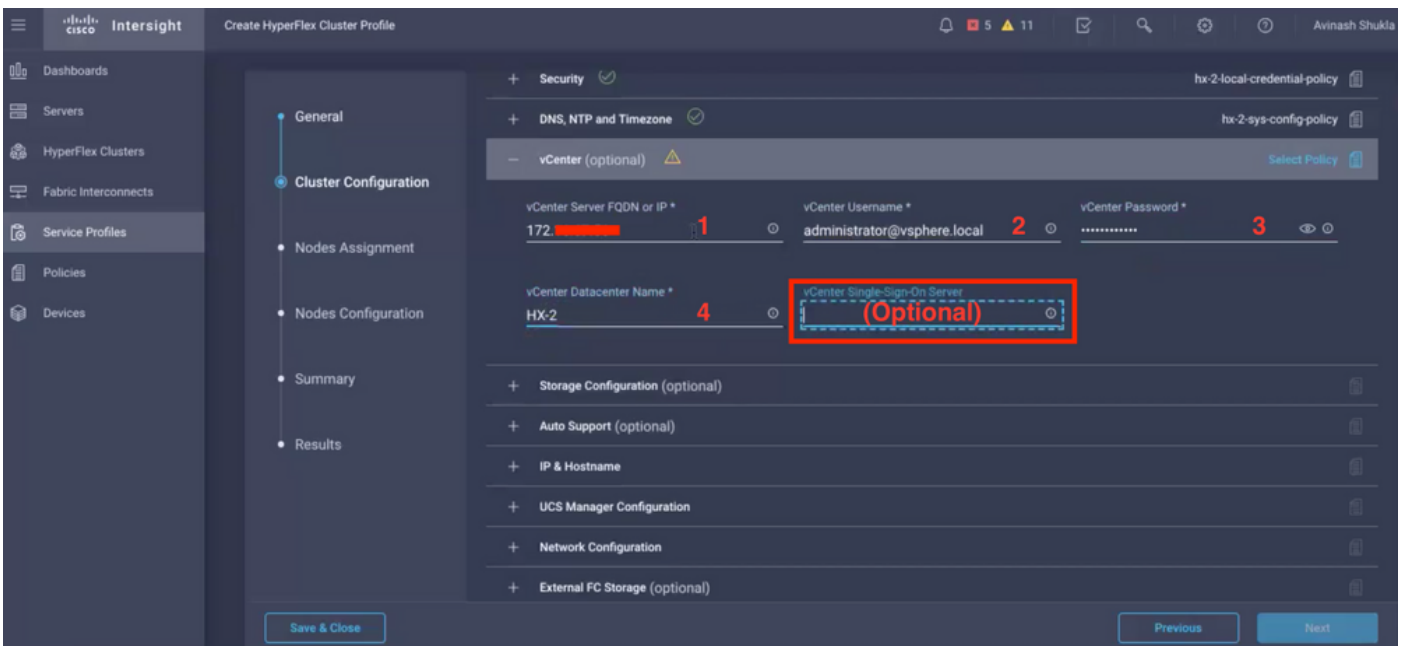 cisco Intersight
Create HyperFlex Cluster Profile
5 11
Avinash Shukla
Dashboards
Servers
HyperFlex Clusters
Fabric Interconnects
Service Profiles
Policies
Devices
General
Cluster Configuration
Nodes Assignment
Nodes Configuration
Summary
Results
+ Security hx-2-local-credential-policy
+ DNS, NTP and Timezone hx-2-sys-config-policy
− vCenter (optional) Select Policy
vCenter Server FQDN or IP * vCenter Username * vCenter Password *
172. 1 administrator@vsphere.local 2 ············ 3
vCenter Datacenter Name * vCenter Single-Sign-On Server
HX-2 4 (Optional)
+ Storage Configuration (optional)
+ Auto Support (optional)
+ IP & Hostname
+ UCS Manager Configuration
+ Network Configuration
+ External FC Storage (optional)
Save & Close Previous Next